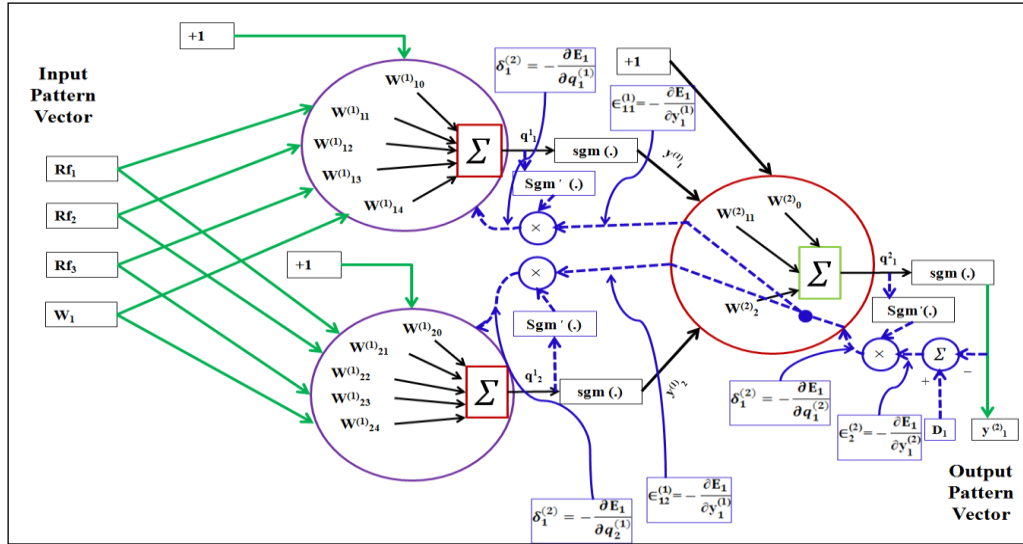 +1
Input
Pattern
Vector
Rf₁
Rf₂
Rf₃
W₁
W⁽¹⁾₁₀
W⁽¹⁾₁₁
W⁽¹⁾₁₂
W⁽¹⁾₁₃
W⁽¹⁾₁₄
Σ
q¹₁
sgm (.)
Sgm´(.)
×
δ₁⁽²⁾ = − ∂E₁ / ∂q₁⁽¹⁾
∈₁₁⁽¹⁾ = − ∂E₁ / ∂y₁⁽¹⁾
y⁽¹⁾₁
+1
+1
W⁽¹⁾₂₀
W⁽¹⁾₂₁
W⁽¹⁾₂₂
W⁽¹⁾₂₃
W⁽¹⁾₂₄
Σ
q¹₂
sgm (.)
Sgm´(.)
×
y⁽¹⁾₂
δ₁⁽²⁾ = − ∂E₁ / ∂q₂⁽¹⁾
∈₁₂⁽¹⁾ = − ∂E₁ / ∂y₁⁽¹⁾
W⁽²⁾₀
W⁽²⁾₁₁
W⁽²⁾₂
Σ
q²₁
sgm (.)
Sgm´(.)
×
Σ
+
−
δ₁⁽²⁾ = − ∂E₁ / ∂q₁⁽²⁾
∈₂⁽²⁾ = − ∂E₁ / ∂y₁⁽²⁾
D₁
y⁽²⁾₁
Output
Pattern
Vector